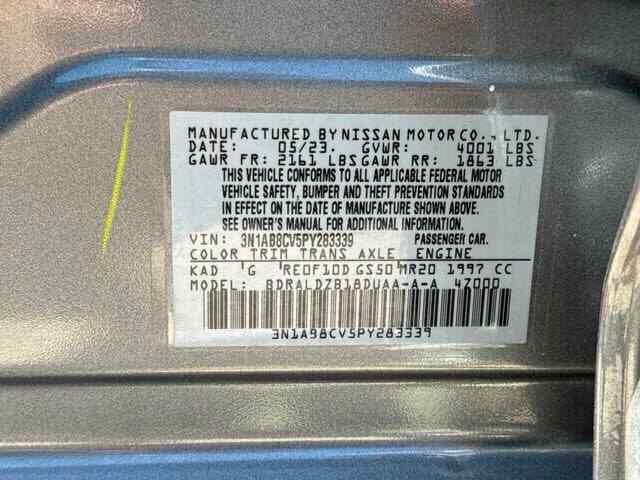 MANUFACTURED BY NISSAN MOTOR CO., LTD.
DATE: 05/23. GVWR: 4001 LBS
GAWR FR: 2161 LBS GAWR RR: 1863 LBS
THIS VEHICLE CONFORMS TO ALL APPLICABLE FEDERAL MOTOR
VEHICLE SAFETY, BUMPER AND THEFT PREVENTION STANDARDS
IN EFFECT ON THE DATE OF MANUFACTURE SHOWN ABOVE.
SEE OWNER'S MANUAL FOR ADDITIONAL INFORMATION.
VIN: 3N1AB8CV5PY283339 PASSENGER CAR.
COLOR TRIM TRANS AXLE ENGINE
KAD G RE0F10D GS50 MR20 1997 CC
MODEL: BDRALDZB18DUAA-A-A 4Z000
3N1AB8CV5PY283339